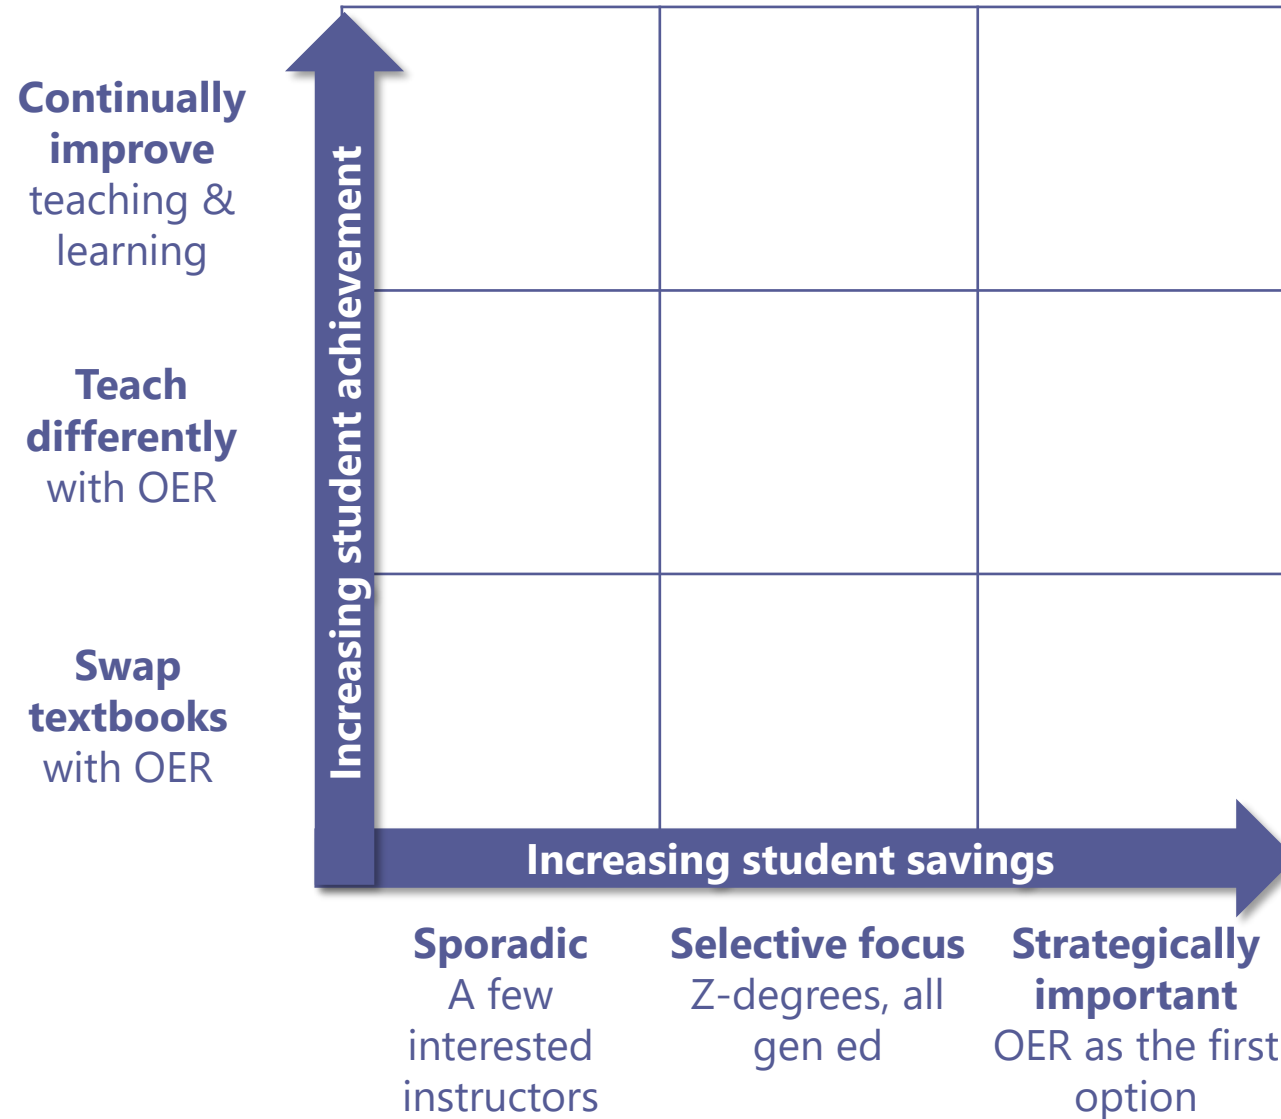 Continually
improve
teaching &
learning
Teach
differently
with OER
Swap
textbooks
with OER
Increasing student achievement
Increasing student savings
Sporadic
A few
interested
instructors
Selective focus
Z-degrees, all
gen ed
Strategically
important
OER as the first
option